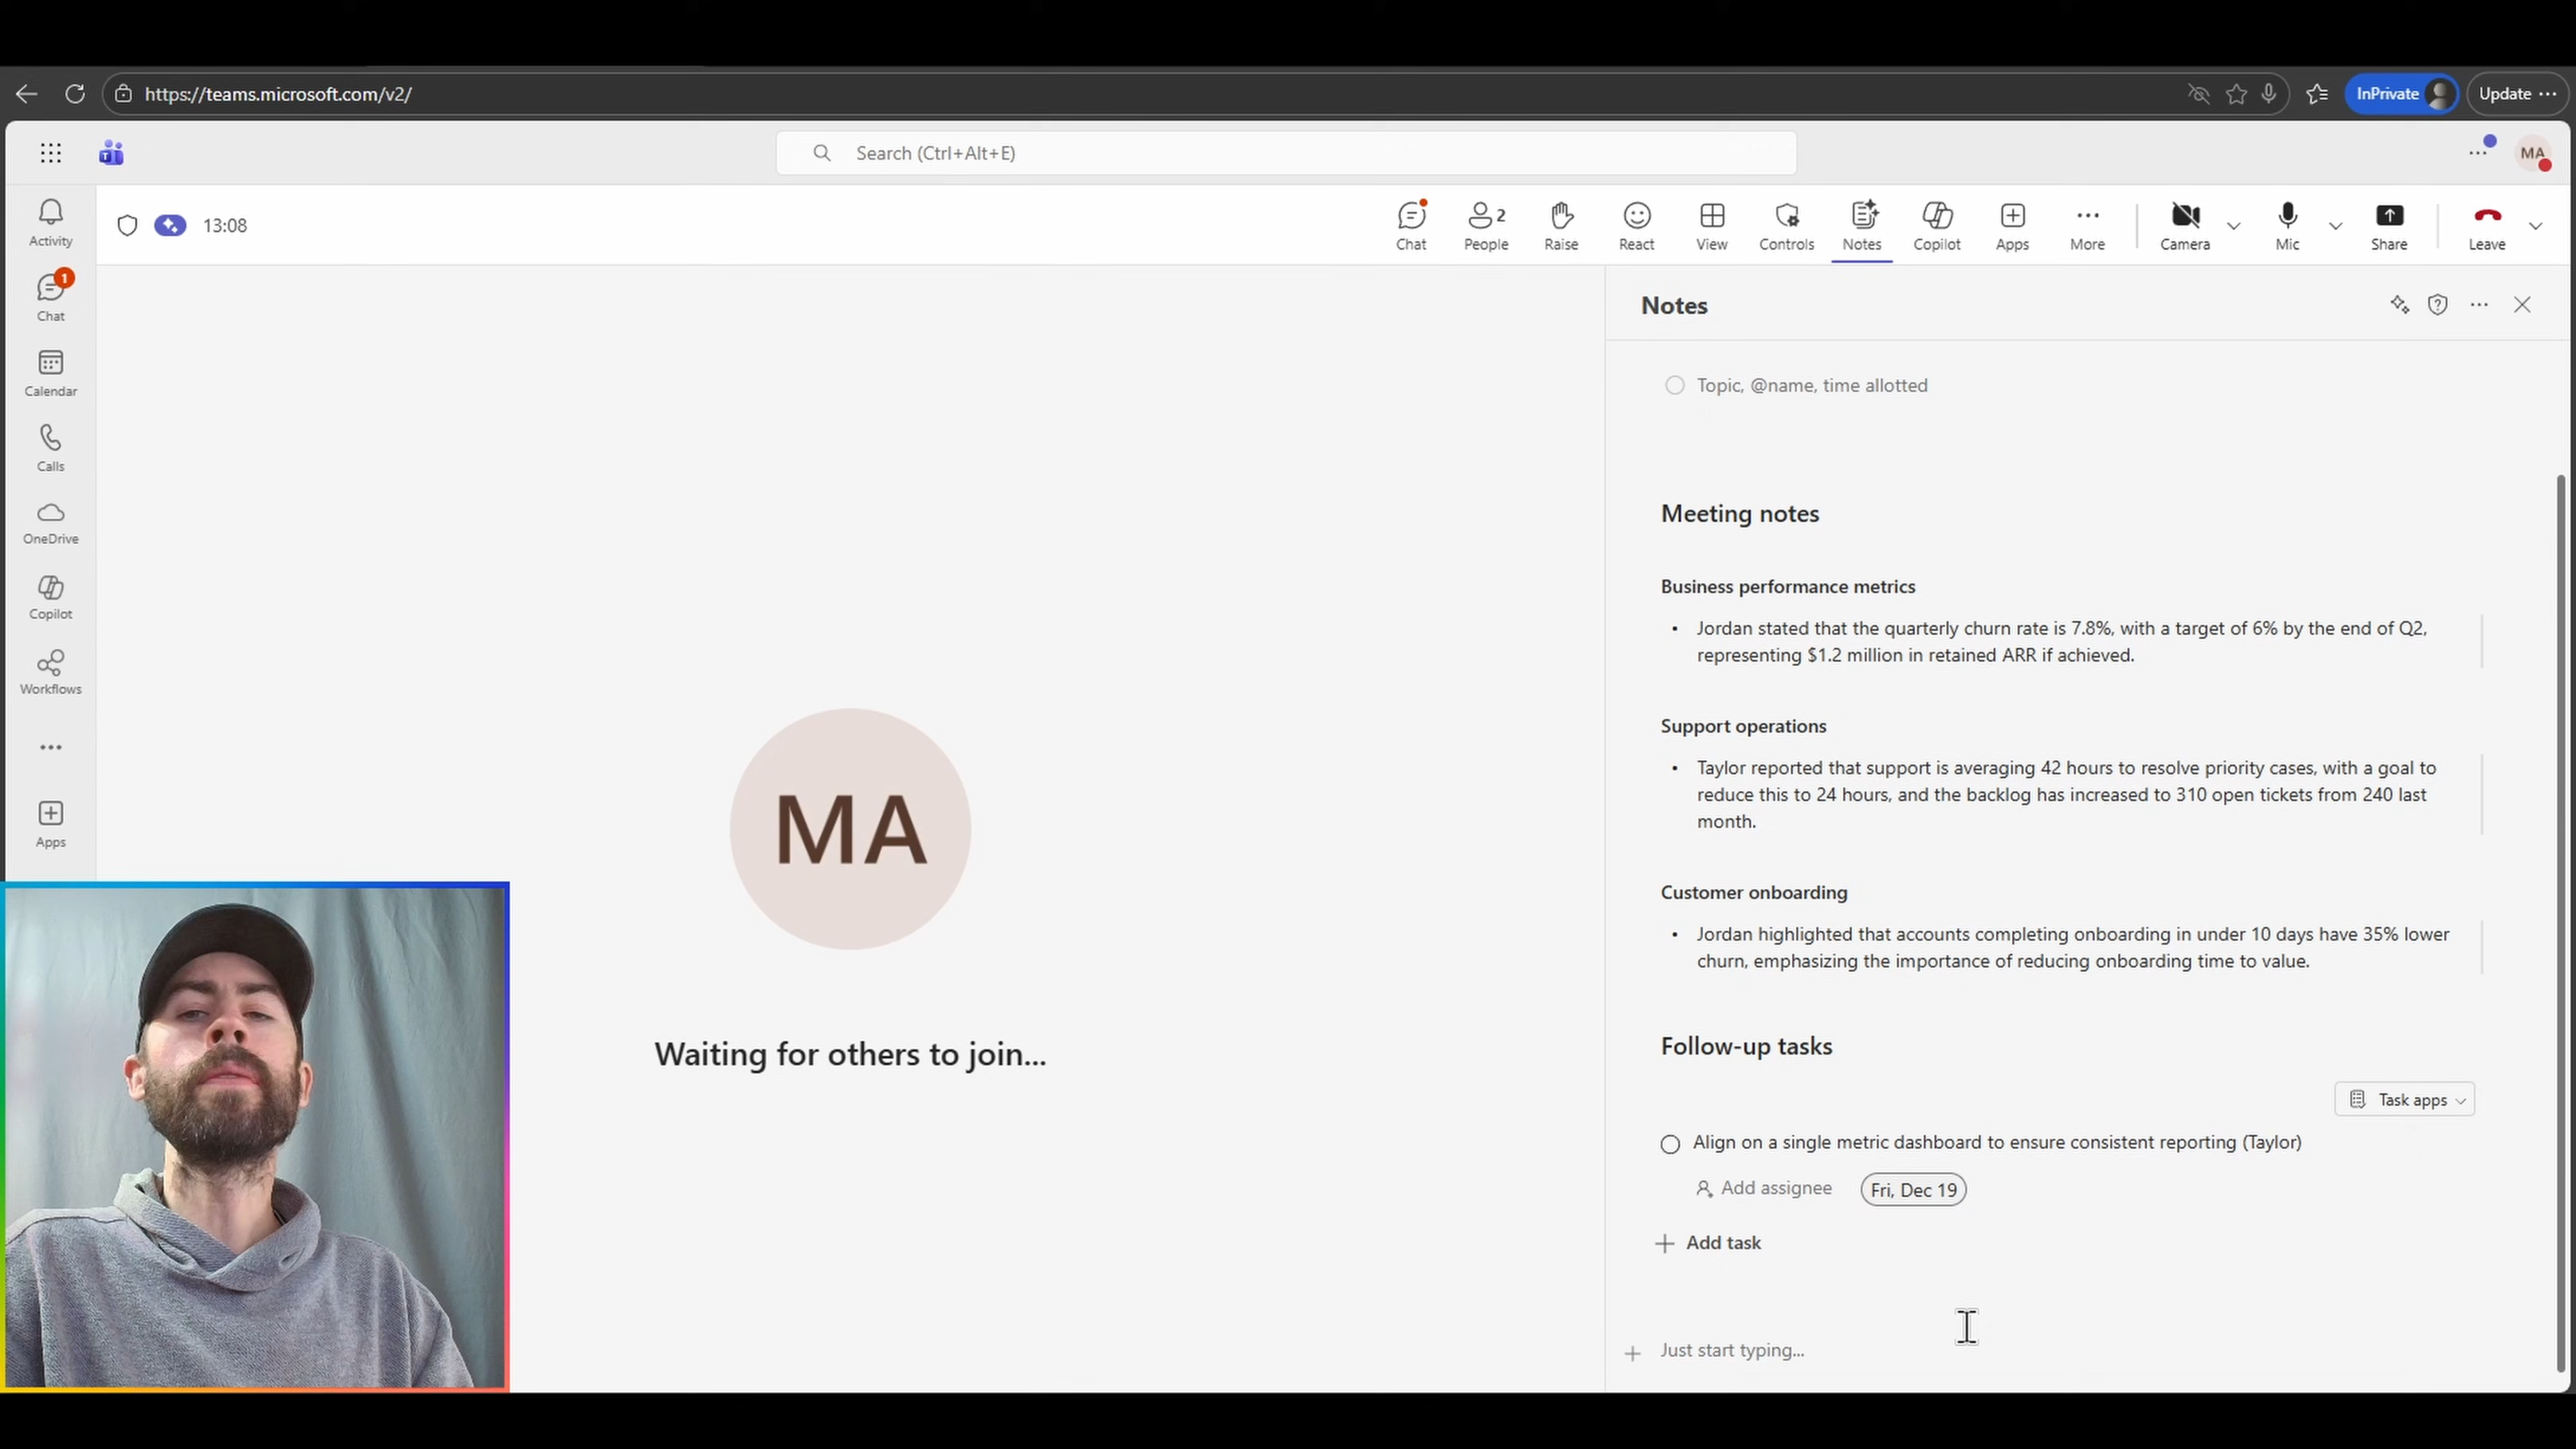 https://teams.microsoft.com/v2/
InPrivate
Update
Search (Ctrl+Alt+E)
MA
Activity
1
Chat
Calendar
Calls
OneDrive
Copilot
Workflows
Apps
13:08
Chat
2
People
Raise
React
View
Controls
Notes
Copilot
Apps
More
Camera
Mic
Share
Leave
MA
Waiting for others to join...
Notes
Topic, @name, time allotted
Meeting notes
Business performance metrics
• Jordan stated that the quarterly churn rate is 7.8%, with a target of 6% by the end of Q2,
representing $1.2 million in retained ARR if achieved.
Support operations
• Taylor reported that support is averaging 42 hours to resolve priority cases, with a goal to
reduce this to 24 hours, and the backlog has increased to 310 open tickets from 240 last
month.
Customer onboarding
• Jordan highlighted that accounts completing onboarding in under 10 days have 35% lower
churn, emphasizing the importance of reducing onboarding time to value.
Follow-up tasks
Task apps
Align on a single metric dashboard to ensure consistent reporting (Taylor)
Add assignee
Fri, Dec 19
Add task
Just start typing...